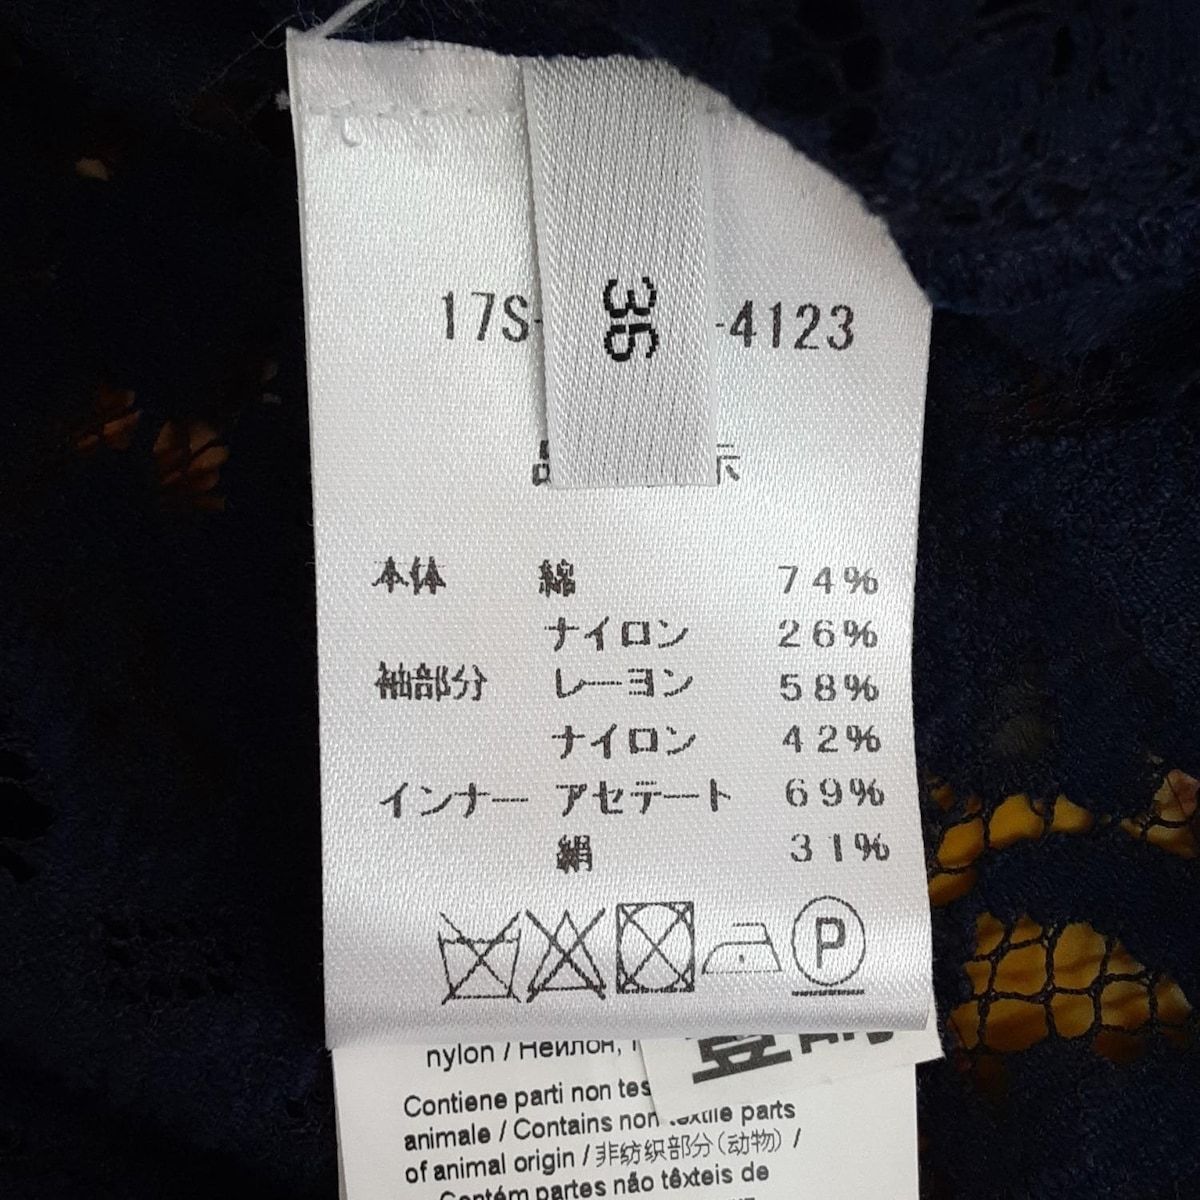 17S-
36
-4123
本体 綿 74%
ナイロン 26%
袖部分 レーヨン 58%
ナイロン 42%
インナー アセテート 69%
絹 31%
P
nylon / Нейлон,
Contiene parti non tes
animale / Contains non textile parts
of animal origin / 非纺织部分(动物) /
Contém partes não têxteis de